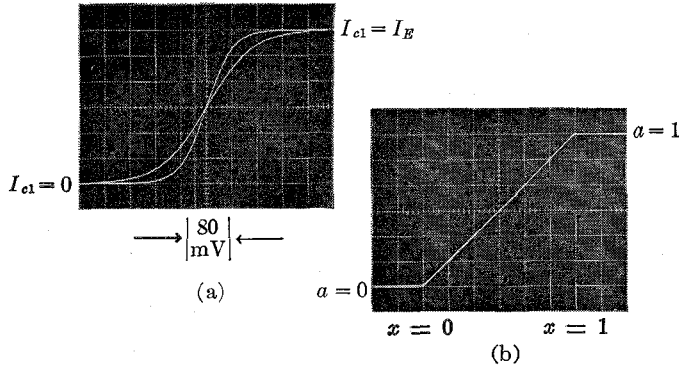 I_{c1} = I_E
I_{c1} = 0
80
mV
(a)
a = 1
a = 0
x = 0
x = 1
(b)